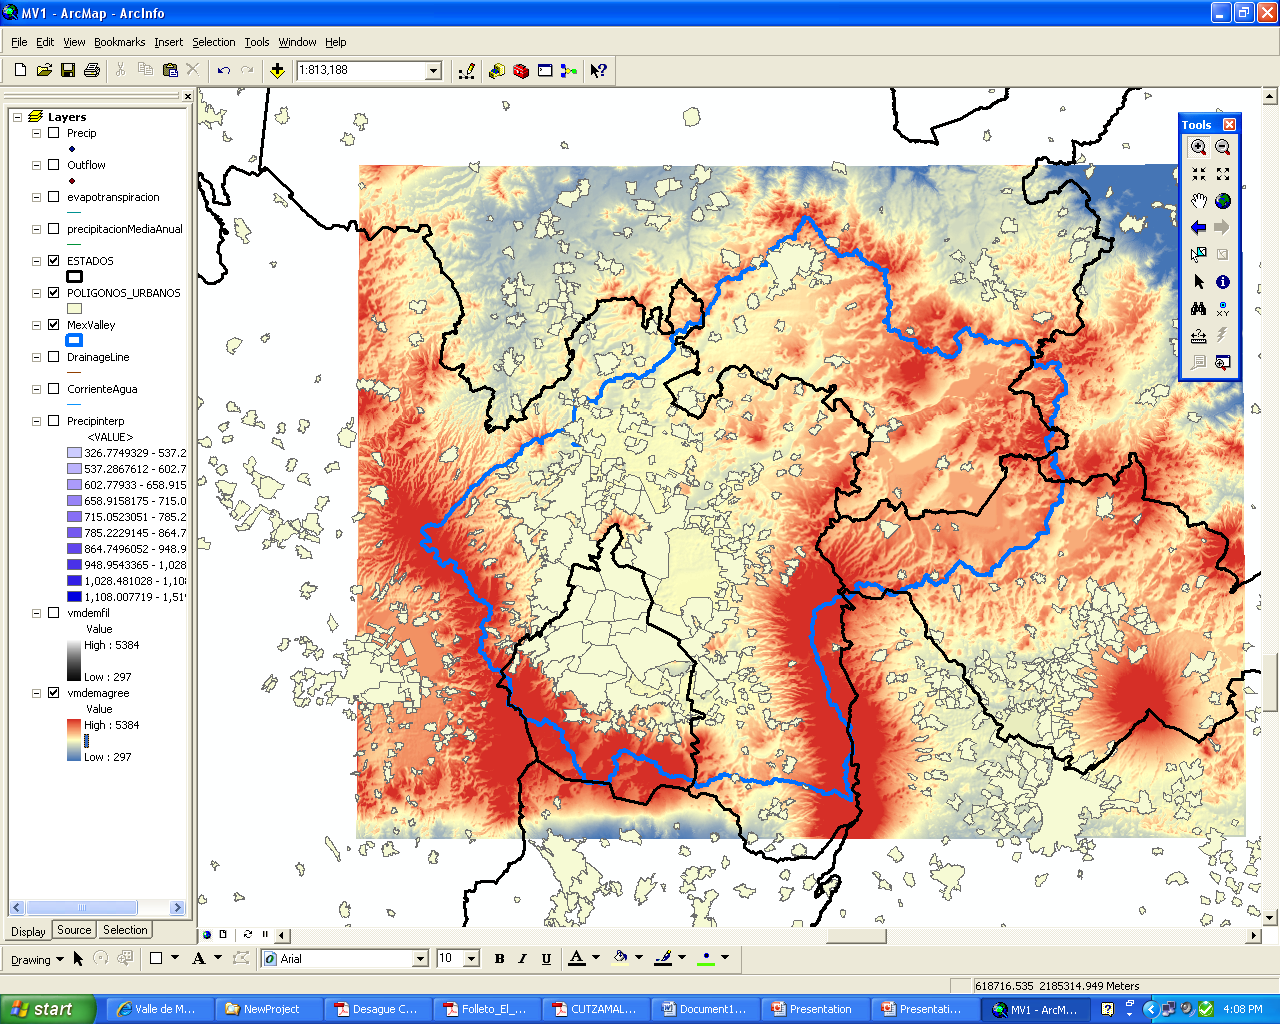 MV1 - ArcMap - ArcInfo
File Edit View Bookmarks Insert Selection Tools Window Help
1:813,188
Layers
Precip
Outflow
evapotranspiracion
precipitacionMediaAnual
ESTADOS
POLIGONOS_URBANOS
MexValley
DrainageLine
CorrienteAgua
Precipinterp
<VALUE>
326.7749329 - 537.2
537.2867612 - 602.7
602.77933 - 658.915
658.9158175 - 715.0
715.0523051 - 785.2
785.2229145 - 864.7
864.7496052 - 948.9
948.9543365 - 1,028
1,028.481028 - 1,10
1,108.007719 - 1,51
vmdemfil
Value
High : 5384
Low : 297
vmdemagree
Value
High : 5384
Low : 297
Tools
XY
Display Source Selection
Drawing A Arial 10 B I U A
618716.535 2185314.949 Meters
start Valle de M... NewProject Desague C... Folleto_El_... CUTZAMAL... Document1... Presentation Presentati... MV1 - ArcM... 4:08 PM